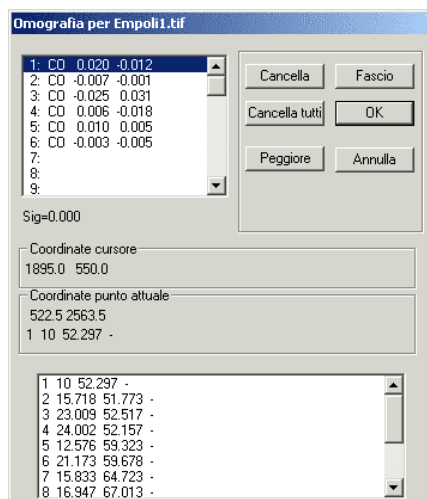 Omografia per Empoli1.tif
1: CO 0.020 -0.012
2: CO -0.007 -0.001
3: CO -0.025 0.031
4: CO 0.006 -0.018
5: CO 0.010 0.005
6: CO -0.003 -0.005
7:
8:
9:
Cancella
Fascio
Cancella tutti
OK
Peggiore
Annulla
Sig=0.000
Coordinate cursore
1895.0 550.0
Coordinate punto attuale
522.5 2563.5
1 10 52.297 -
1 10 52.297 -
2 15.718 51.773 -
3 23.009 52.517 -
4 24.002 52.157 -
5 12.576 59.323 -
6 21.173 59.678 -
7 15.833 64.723 -
8 16.947 67.013 -